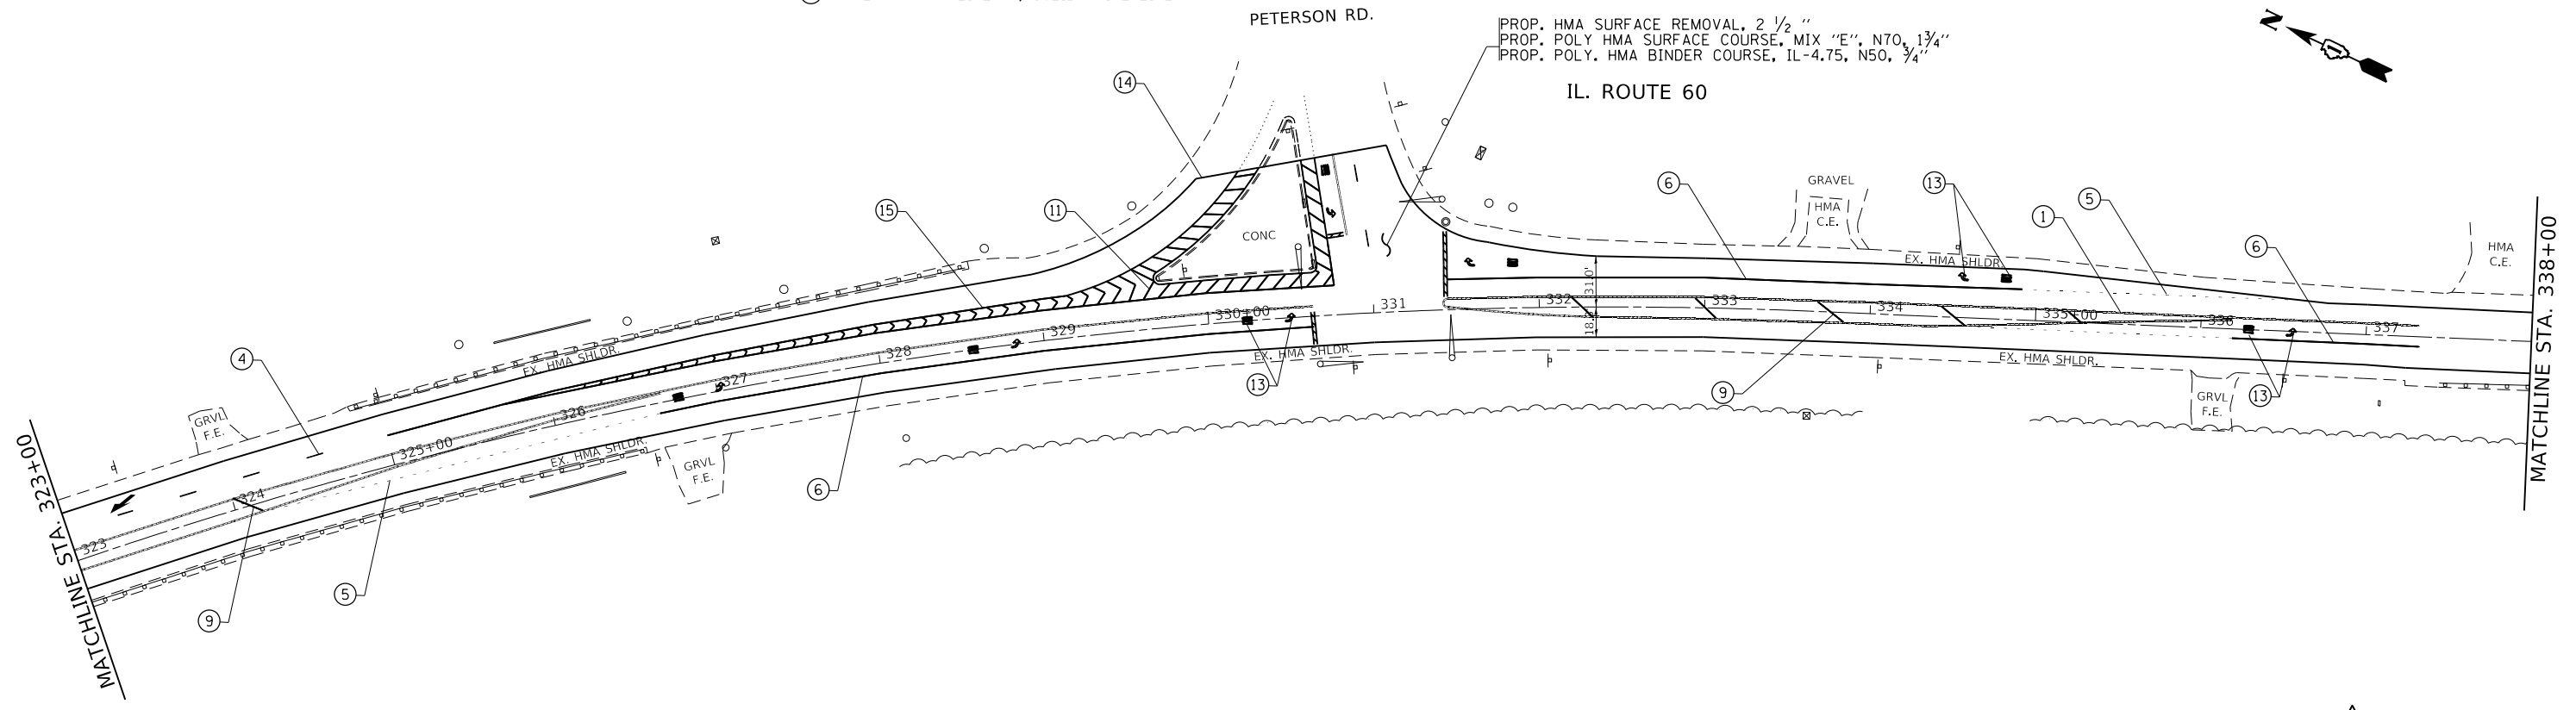 PETERSON RD.
PROP. HMA SURFACE REMOVAL, 2 1/2 "
PROP. POLY HMA SURFACE COURSE, MIX "E", N70, 1 3/4"
PROP. POLY. HMA BINDER COURSE, IL-4.75, N50, 3/4"
N
IL. ROUTE 60
14
15
11
CONC
6
GRAVEL
HMA
C.E.
13
5
1
6
HMA
C.E.
EX. HMA SHLDR.
31.0'
331
332
333
334
335+00
336
337
330+00
329
328
327
326
325+00
324
323
EX. HMA SHLDR.
EX. HMA SHLDR.
EX. HMA SHLDR.
EX. HMA SHLDR.
4
GRVL
F.E.
GRVL
F.E.
GRVL
F.E.
13
9
13
6
5
9
MATCHLINE STA. 323+00
MATCHLINE STA. 338+00